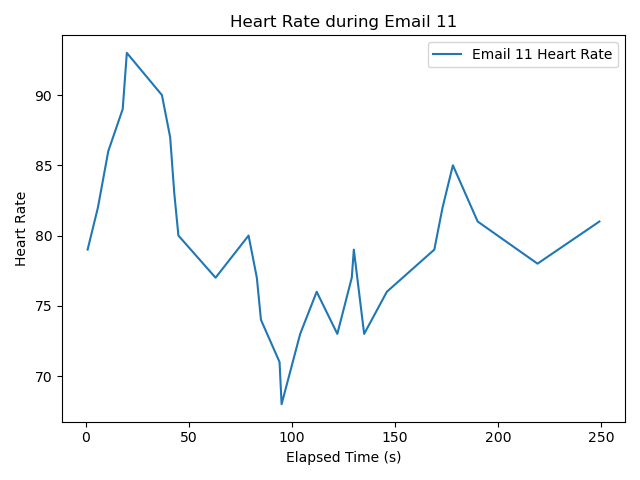 Heart Rate during Email 11
Email 11 Heart Rate
Heart Rate
90
85
80
75
70
0 50 100 150 200 250
Elapsed Time (s)